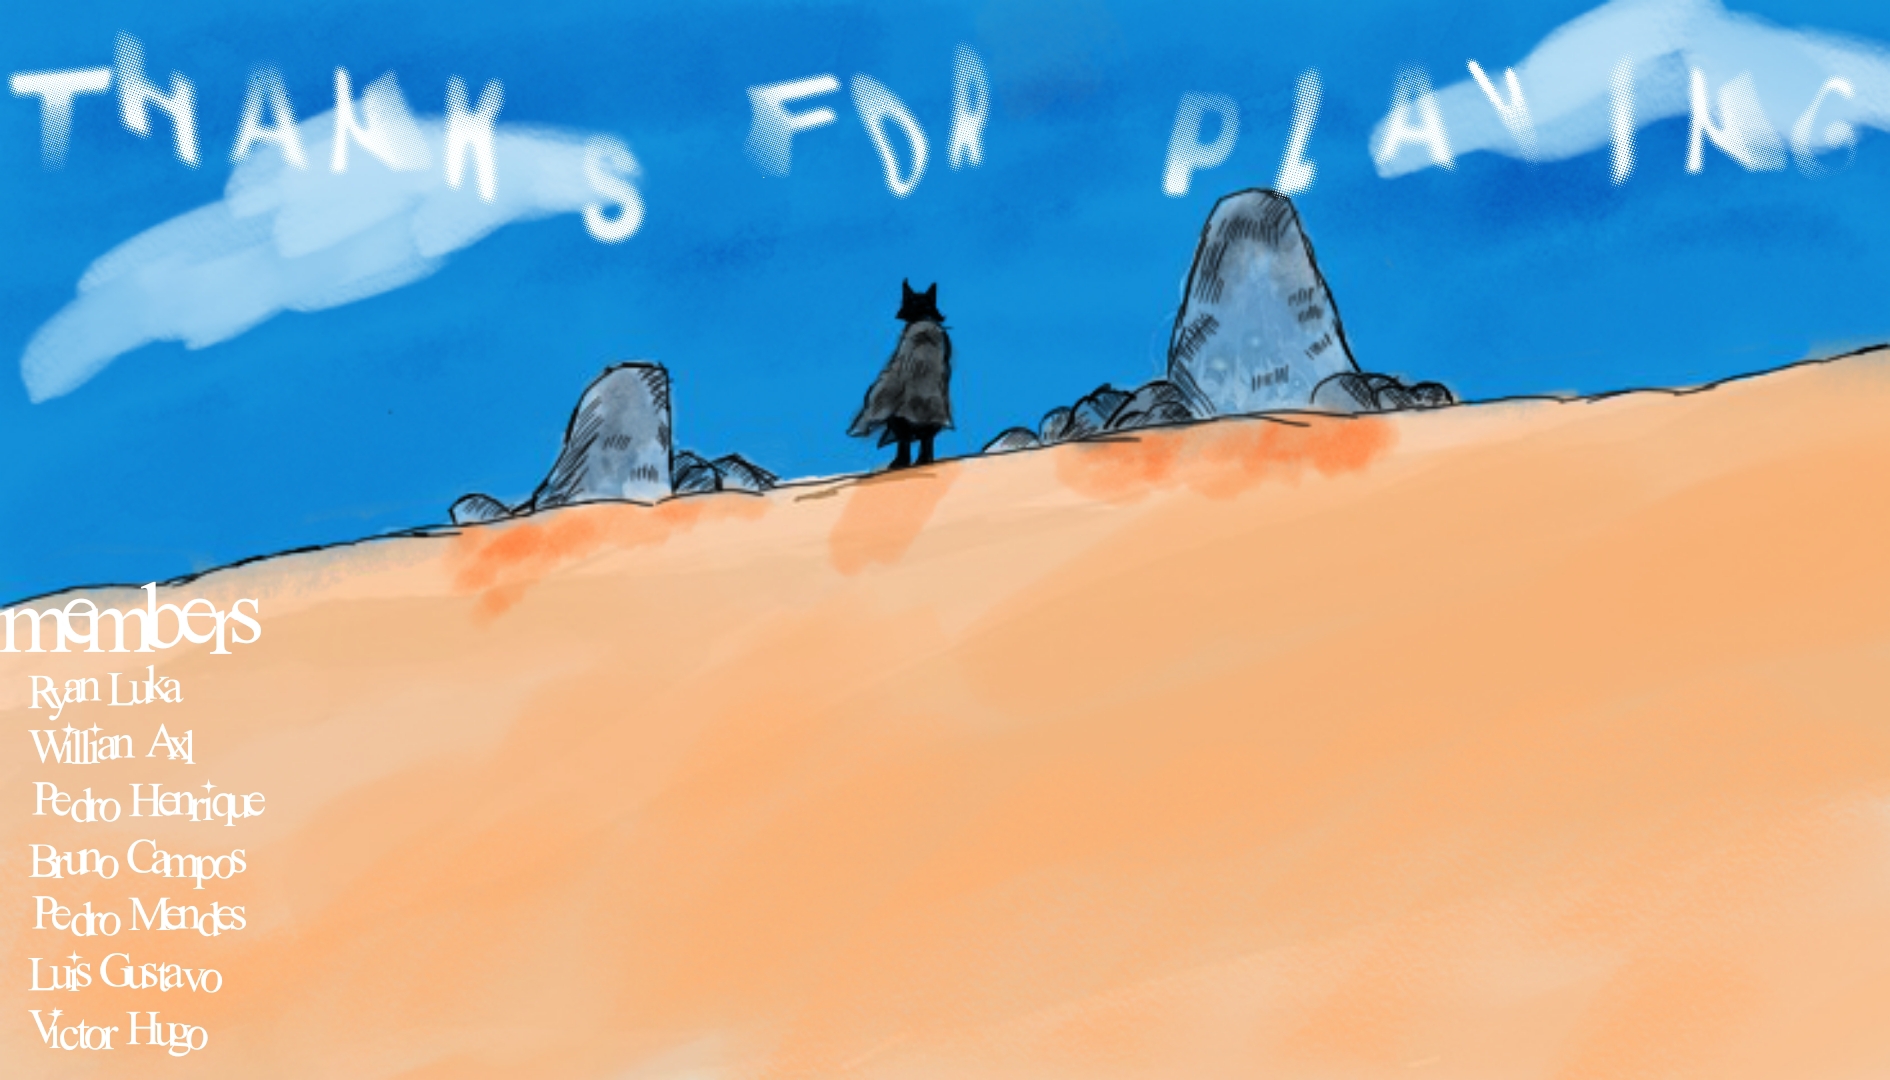 THANKS FOR PLAYING
members
Ryan Luka
Willian Axl
Pedro Henrique
Bruno Campos
Pedro Mendes
Luis Gustavo
Victor Hugo